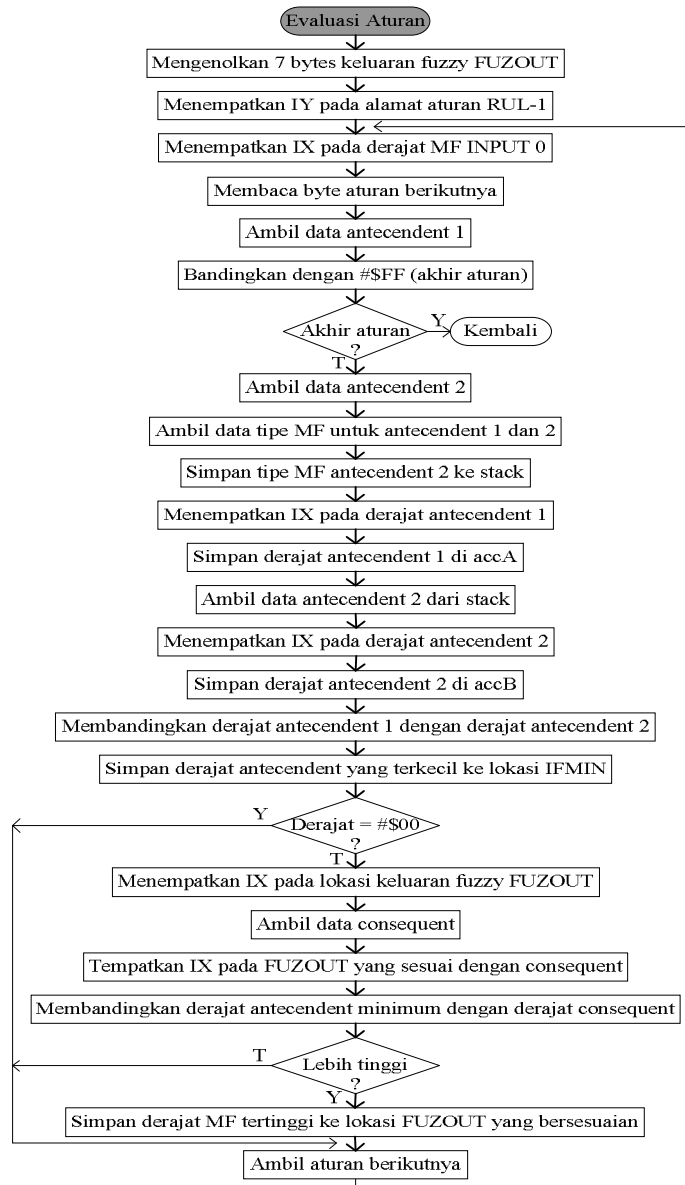 Evaluasi Aturan
Mengenolkan 7 bytes keluaran fuzzy FUZOUT
Menempatkan IY pada alamat aturan RUL-1
Menempatkan IX pada derajat MF INPUT 0
Membaca byte aturan berikutnya
Ambil data antecendent 1
Bandingkan dengan #$FF (akhir aturan)
Akhir aturan
?
Y
Kembali
T
Ambil data antecendent 2
Ambil data tipe MF untuk antecendent 1 dan 2
Simpan tipe MF antecendent 2 ke stack
Menempatkan IX pada derajat antecendent 1
Simpan derajat antecendent 1 di accA
Ambil data antecendent 2 dari stack
Menempatkan IX pada derajat antecendent 2
Simpan derajat antecendent 2 di accB
Membandingkan derajat antecendent 1 dengan derajat antecendent 2
Simpan derajat antecendent yang terkecil ke lokasi IFMIN
Y
Derajat = #$00
?
T
Menempatkan IX pada lokasi keluaran fuzzy FUZOUT
Ambil data consequent
Tempatkan IX pada FUZOUT yang sesuai dengan consequent
Membandingkan derajat antecendent minimum dengan derajat consequent
T
Lebih tinggi
?
Y
Simpan derajat MF tertinggi ke lokasi FUZOUT yang bersesuaian
Ambil aturan berikutnya